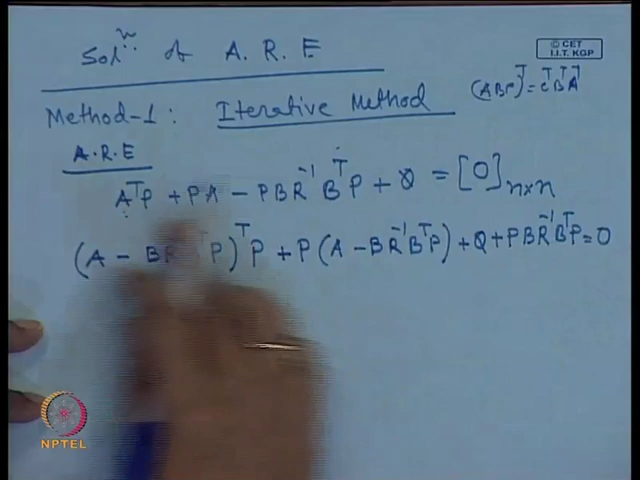 Solⁿ of A.R.E
© CET
I.I.T. KGP
Method-1: Iterative Method
(ABC)ᵀ = CᵀBᵀAᵀ
A.R.E
AᵀP + PA − PBR⁻¹BᵀP + Q = [0]ₙₓₙ
(A − BR P)ᵀP + P(A − BR⁻¹BᵀP) + Q + PBR⁻¹BᵀP = 0
NPTEL